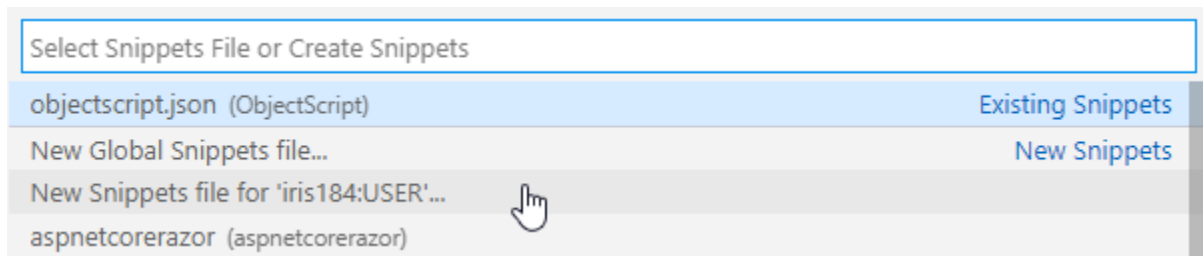 Select Snippets File or Create Snippets
objectscript.json (ObjectScript) Existing Snippets
New Global Snippets file... New Snippets
New Snippets file for 'iris184:USER'...
aspnetcorerazor (aspnetcorerazor)